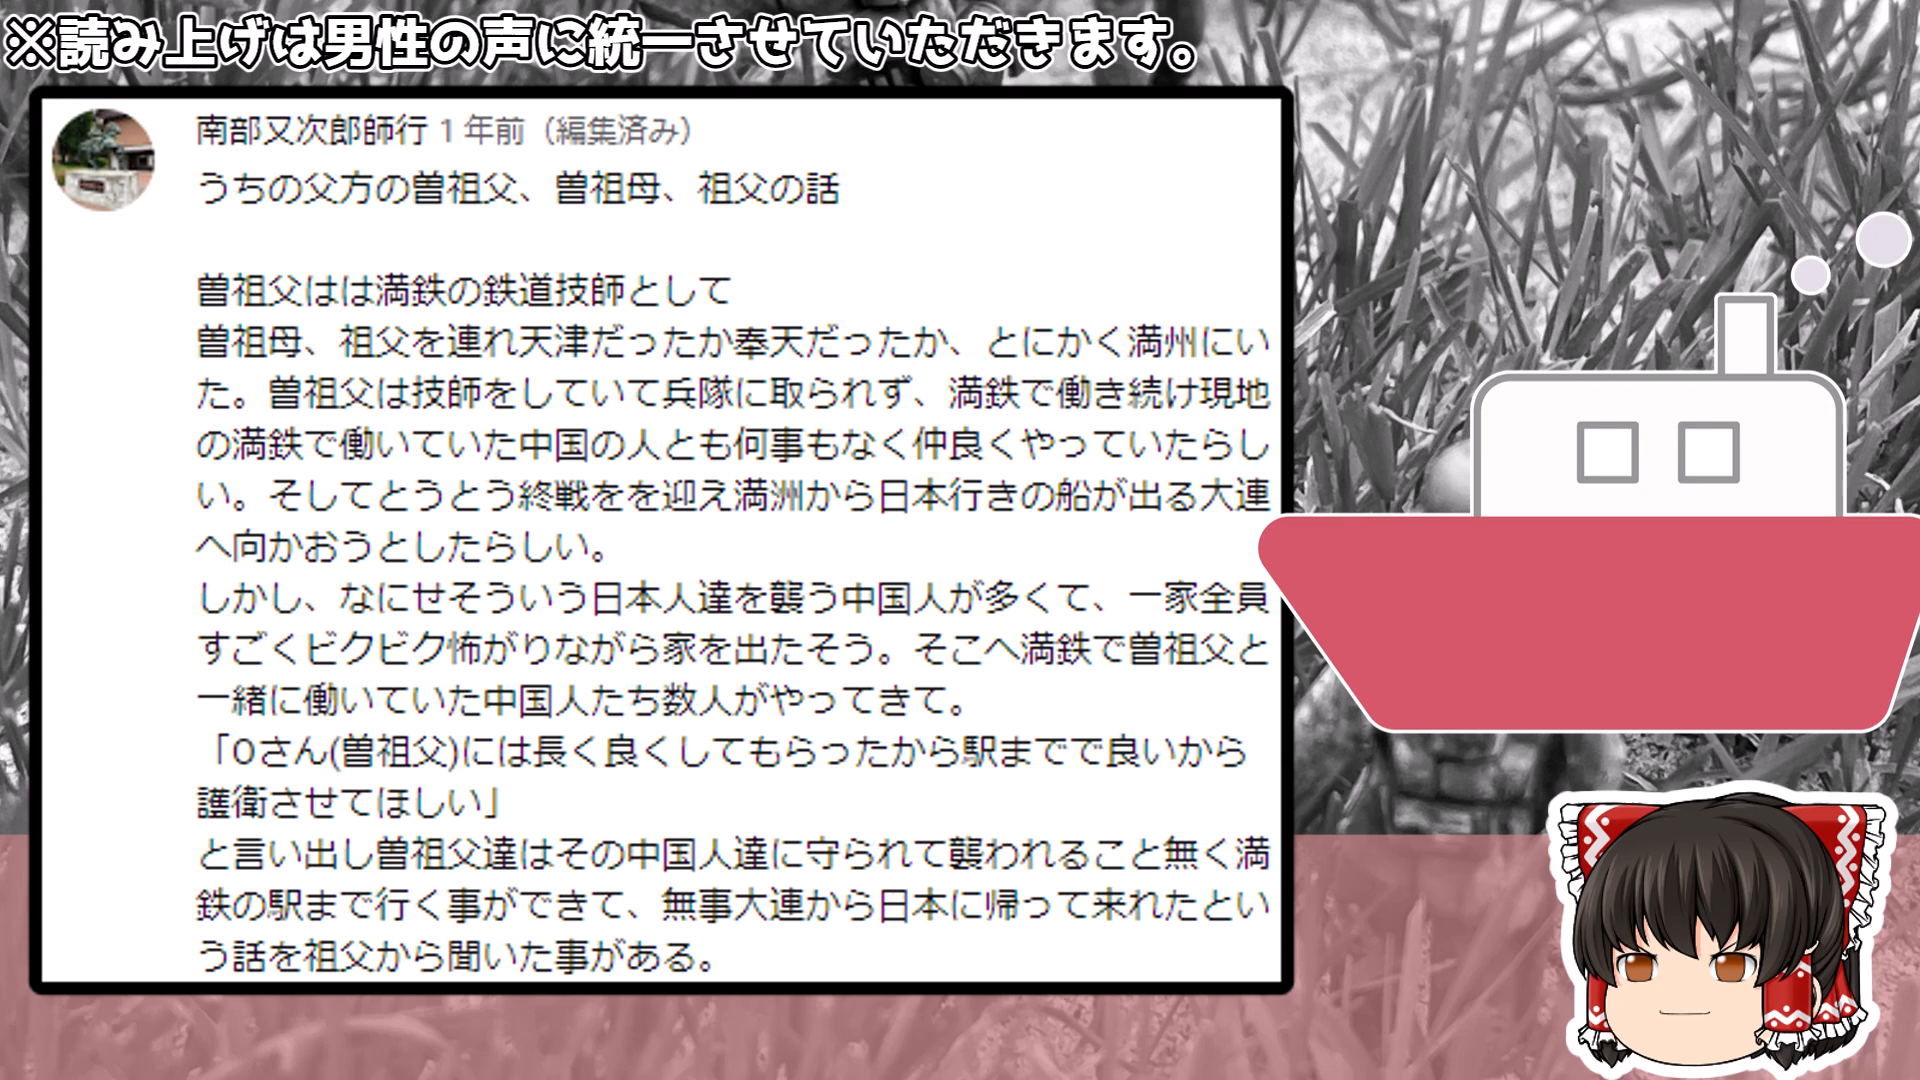 ※読み上げは男性の声に統一させていただきます。
南部又次郎師行 1 年前（編集済み）
うちの父方の曽祖父、曽祖母、祖父の話
曽祖父はは満鉄の鉄道技師として
曽祖母、祖父を連れ天津だったか奉天だったか、とにかく満州にい
た。曽祖父は技師をしていて兵隊に取られず、満鉄で働き続け現地
の満鉄で働いていた中国の人とも何事もなく仲良くやっていたらし
い。そしてとうとう終戦をを迎え満洲から日本行きの船が出る大連
へ向かおうとしたらしい。
しかし、なにせそういう日本人達を襲う中国人が多くて、一家全員
すごくビクビク怖がりながら家を出たそう。そこへ満鉄で曽祖父と
一緒に働いていた中国人たち数人がやってきて。
「Oさん(曽祖父)には長く良くしてもらったから駅までで良いから
護衛させてほしい」
と言い出し曽祖父達はその中国人達に守られて襲われること無く満
鉄の駅まで行く事ができて、無事大連から日本に帰って来れたとい
う話を祖父から聞いた事がある。